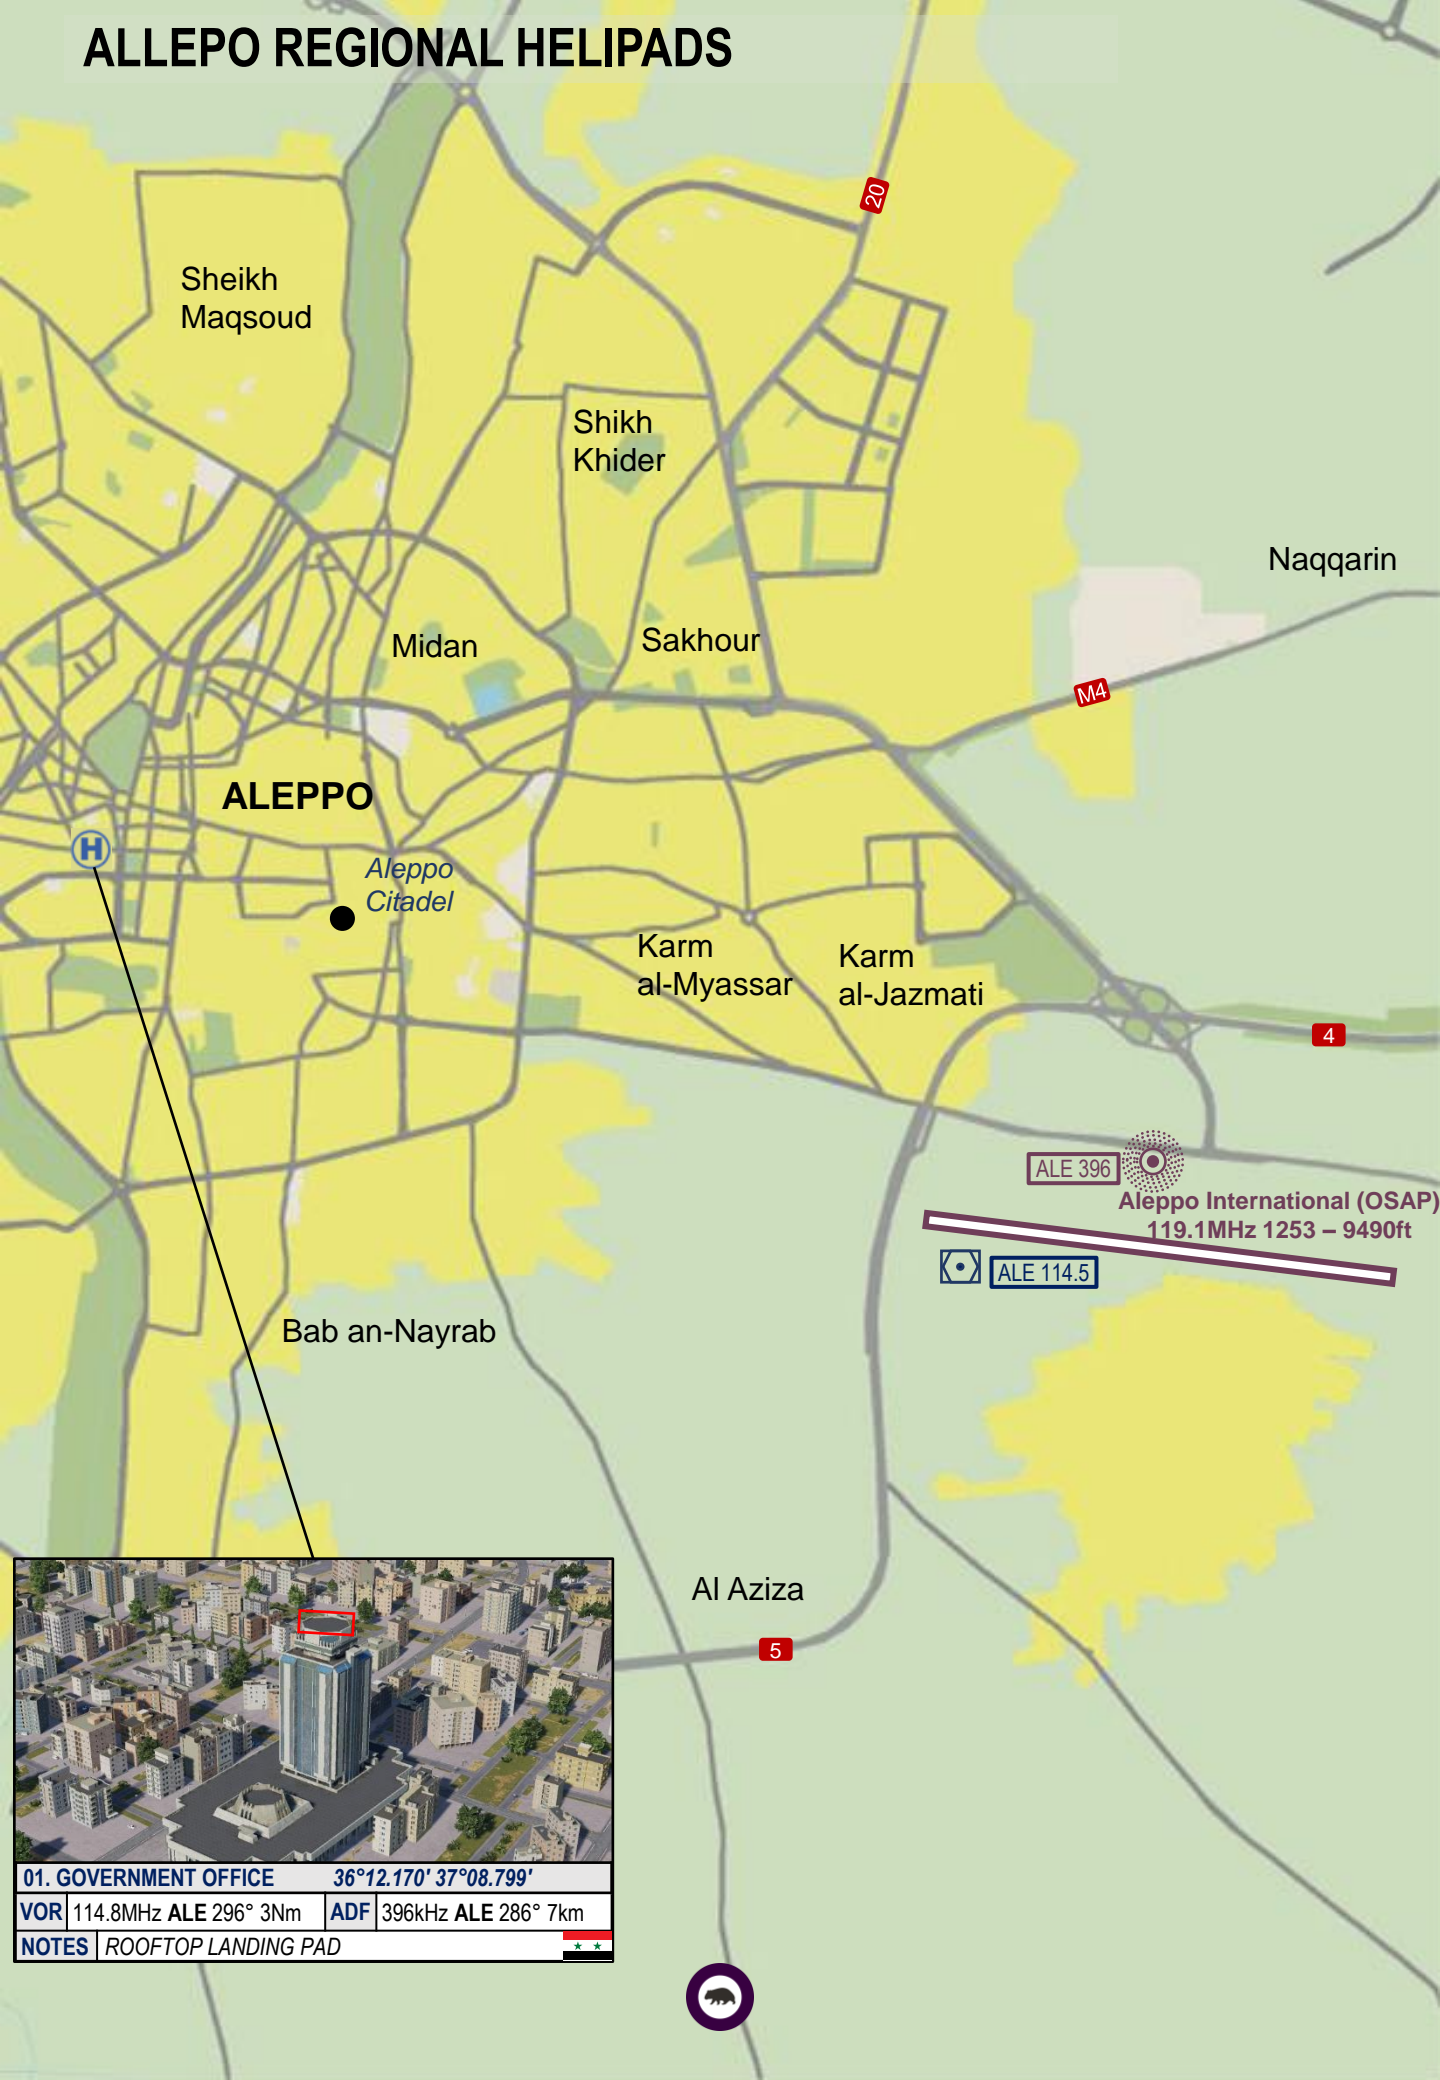 ALLEPO REGIONAL HELIPADS
20
Sheikh
Maqsoud
Shikh
Khider
Naqqarin
Midan
Sakhour
M4
ALEPPO
H
Aleppo
Citadel
Karm
al-Myassar
Karm
al-Jazmati
4
ALE 396
Aleppo International (OSAP)
119.1MHz 1253 – 9490ft
ALE 114.5
Bab an-Nayrab
Al Aziza
5
01. GOVERNMENT OFFICE 36°12.170' 37°08.799'
VOR 114.8MHz ALE 296° 3Nm ADF 396kHz ALE 286° 7km
NOTES ROOFTOP LANDING PAD